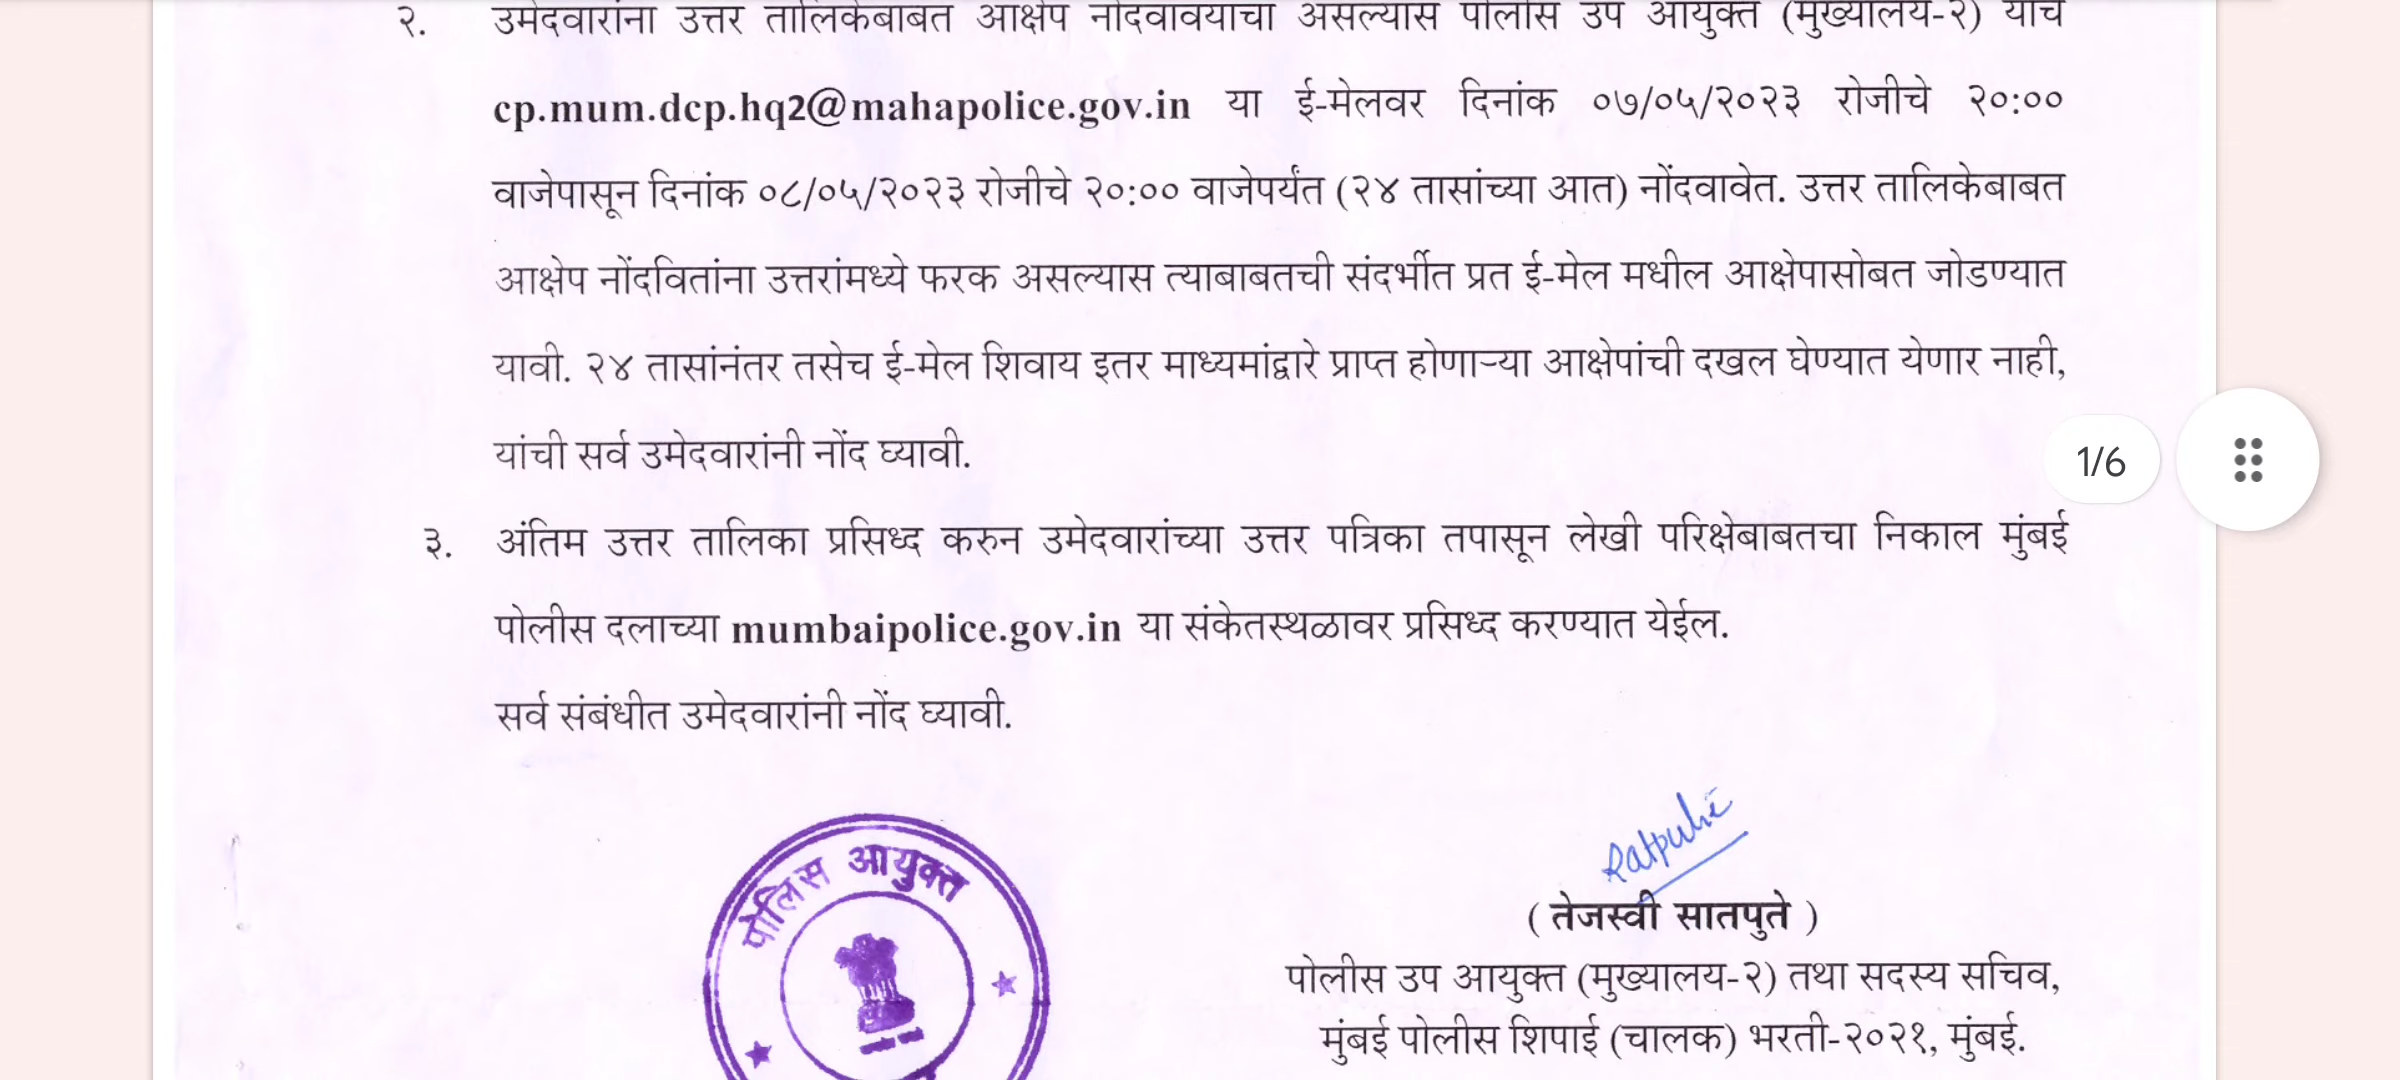 २. उमेदवारांना उत्तर तालिकेबाबत आक्षेप नोंदवावयाचा असल्यास पोलीस उप आयुक्त (मुख्यालय-२) यांचे
cp.mum.dcp.hq2@mahapolice.gov.in या ई-मेलवर दिनांक ०७/०५/२०२३ रोजीचे २०:००
वाजेपासून दिनांक ०८/०५/२०२३ रोजीचे २०:०० वाजेपर्यंत (२४ तासांच्या आत) नोंदवावेत. उत्तर तालिकेबाबत
आक्षेप नोंदवितांना उत्तरांमध्ये फरक असल्यास त्याबाबतची संदर्भीत प्रत ई-मेल मधील आक्षेपासोबत जोडण्यात
यावी. २४ तासांनंतर तसेच ई-मेल शिवाय इतर माध्यमांद्वारे प्राप्त होणाऱ्या आक्षेपांची दखल घेण्यात येणार नाही,
यांची सर्व उमेदवारांनी नोंद घ्यावी.
1/6
३. अंतिम उत्तर तालिका प्रसिध्द करुन उमेदवारांच्या उत्तर पत्रिका तपासून लेखी परिक्षेबाबतचा निकाल मुंबई
पोलीस दलाच्या mumbaipolice.gov.in या संकेतस्थळावर प्रसिध्द करण्यात येईल.
सर्व संबंधीत उमेदवारांनी नोंद घ्यावी.
पोलिस आयुक्त
( तेजस्वी सातपुते )
पोलीस उप आयुक्त (मुख्यालय-२) तथा सदस्य सचिव,
मुंबई पोलीस शिपाई (चालक) भरती-२०२१, मुंबई.